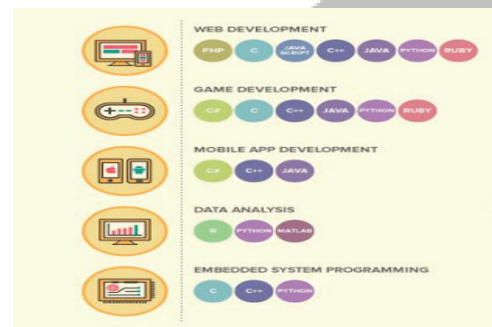 WEB DEVELOPMENT
PHP C JAVA SCRIPT C++ JAVA PYTHON RUBY
GAME DEVELOPMENT
C# C C++ JAVA PYTHON RUBY
MOBILE APP DEVELOPMENT
C# C++ JAVA
DATA ANALYSIS
R PYTHON MATLAB
EMBEDDED SYSTEM PROGRAMMING
C C++ PYTHON